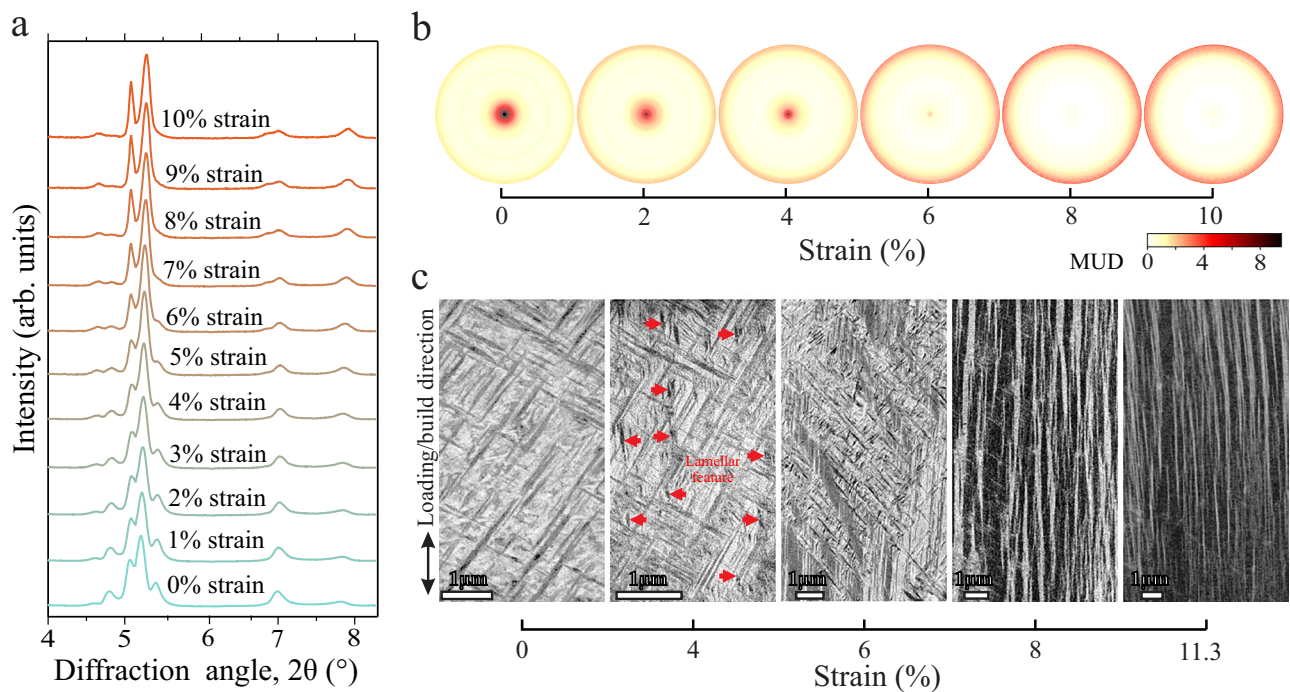 a
10% strain
9% strain
8% strain
7% strain
6% strain
5% strain
4% strain
3% strain
2% strain
1% strain
0% strain
Intensity (arb. units)
4 5 6 7 8
Diffraction angle, 2θ (°)
b
0 2 4 6 8 10
Strain (%)
MUD 0 4 8
c
Loading/build direction
Lamellar
feature
1µm 1µm 1µm 1µm 1µm
0 4 6 8 11.3
Strain (%)